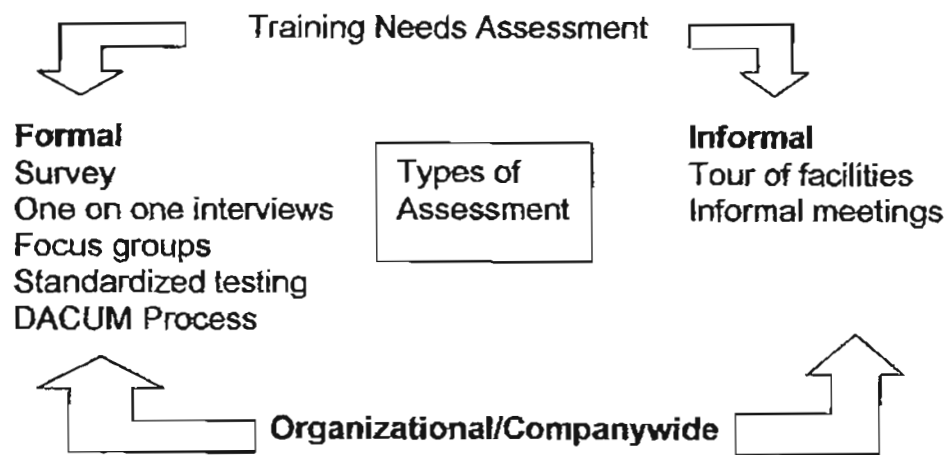 Training Needs Assessment
Formal
Survey
One on one interviews
Focus groups
Standardized testing
DACUM Process
Types of
Assessment
Informal
Tour of facilities
Informal meetings
Organizational/Companywide